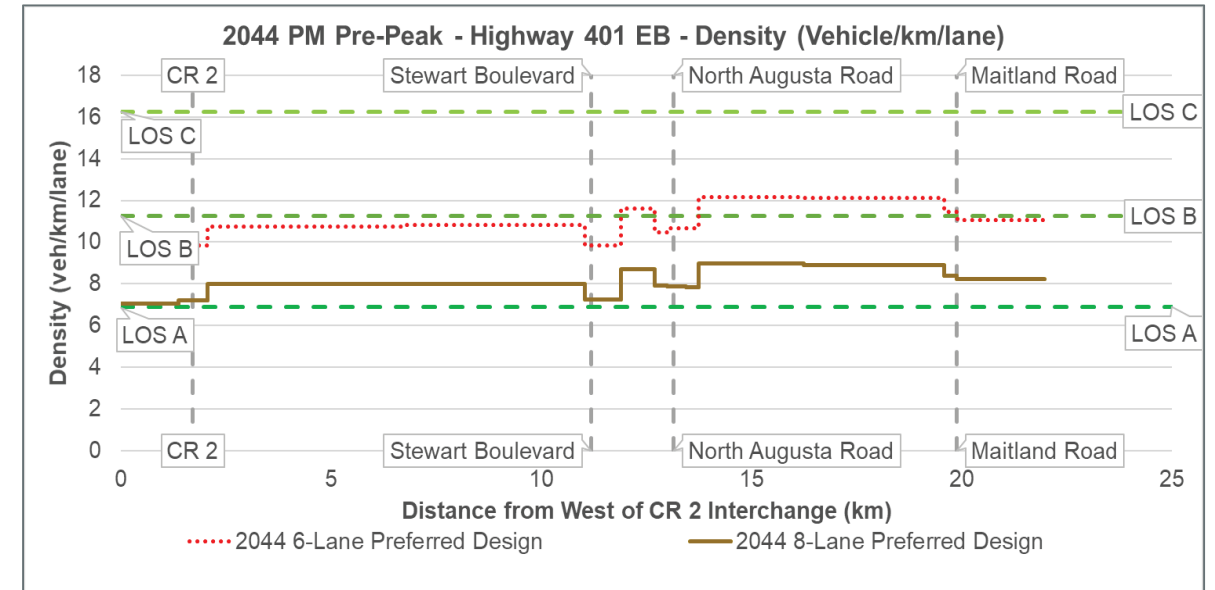 2044 PM Pre-Peak - Highway 401 EB - Density (Vehicle/km/lane)
18
CR 2
Stewart Boulevard
North Augusta Road
Maitland Road
16
LOS C
LOS C
14
12
LOS B
LOS B
10
8
6
LOS A
LOS A
4
2
0
CR 2
Stewart Boulevard
North Augusta Road
Maitland Road
Density (veh/km/lane)
0
5
10
15
20
25
Distance from West of CR 2 Interchange (km)
2044 6-Lane Preferred Design
2044 8-Lane Preferred Design